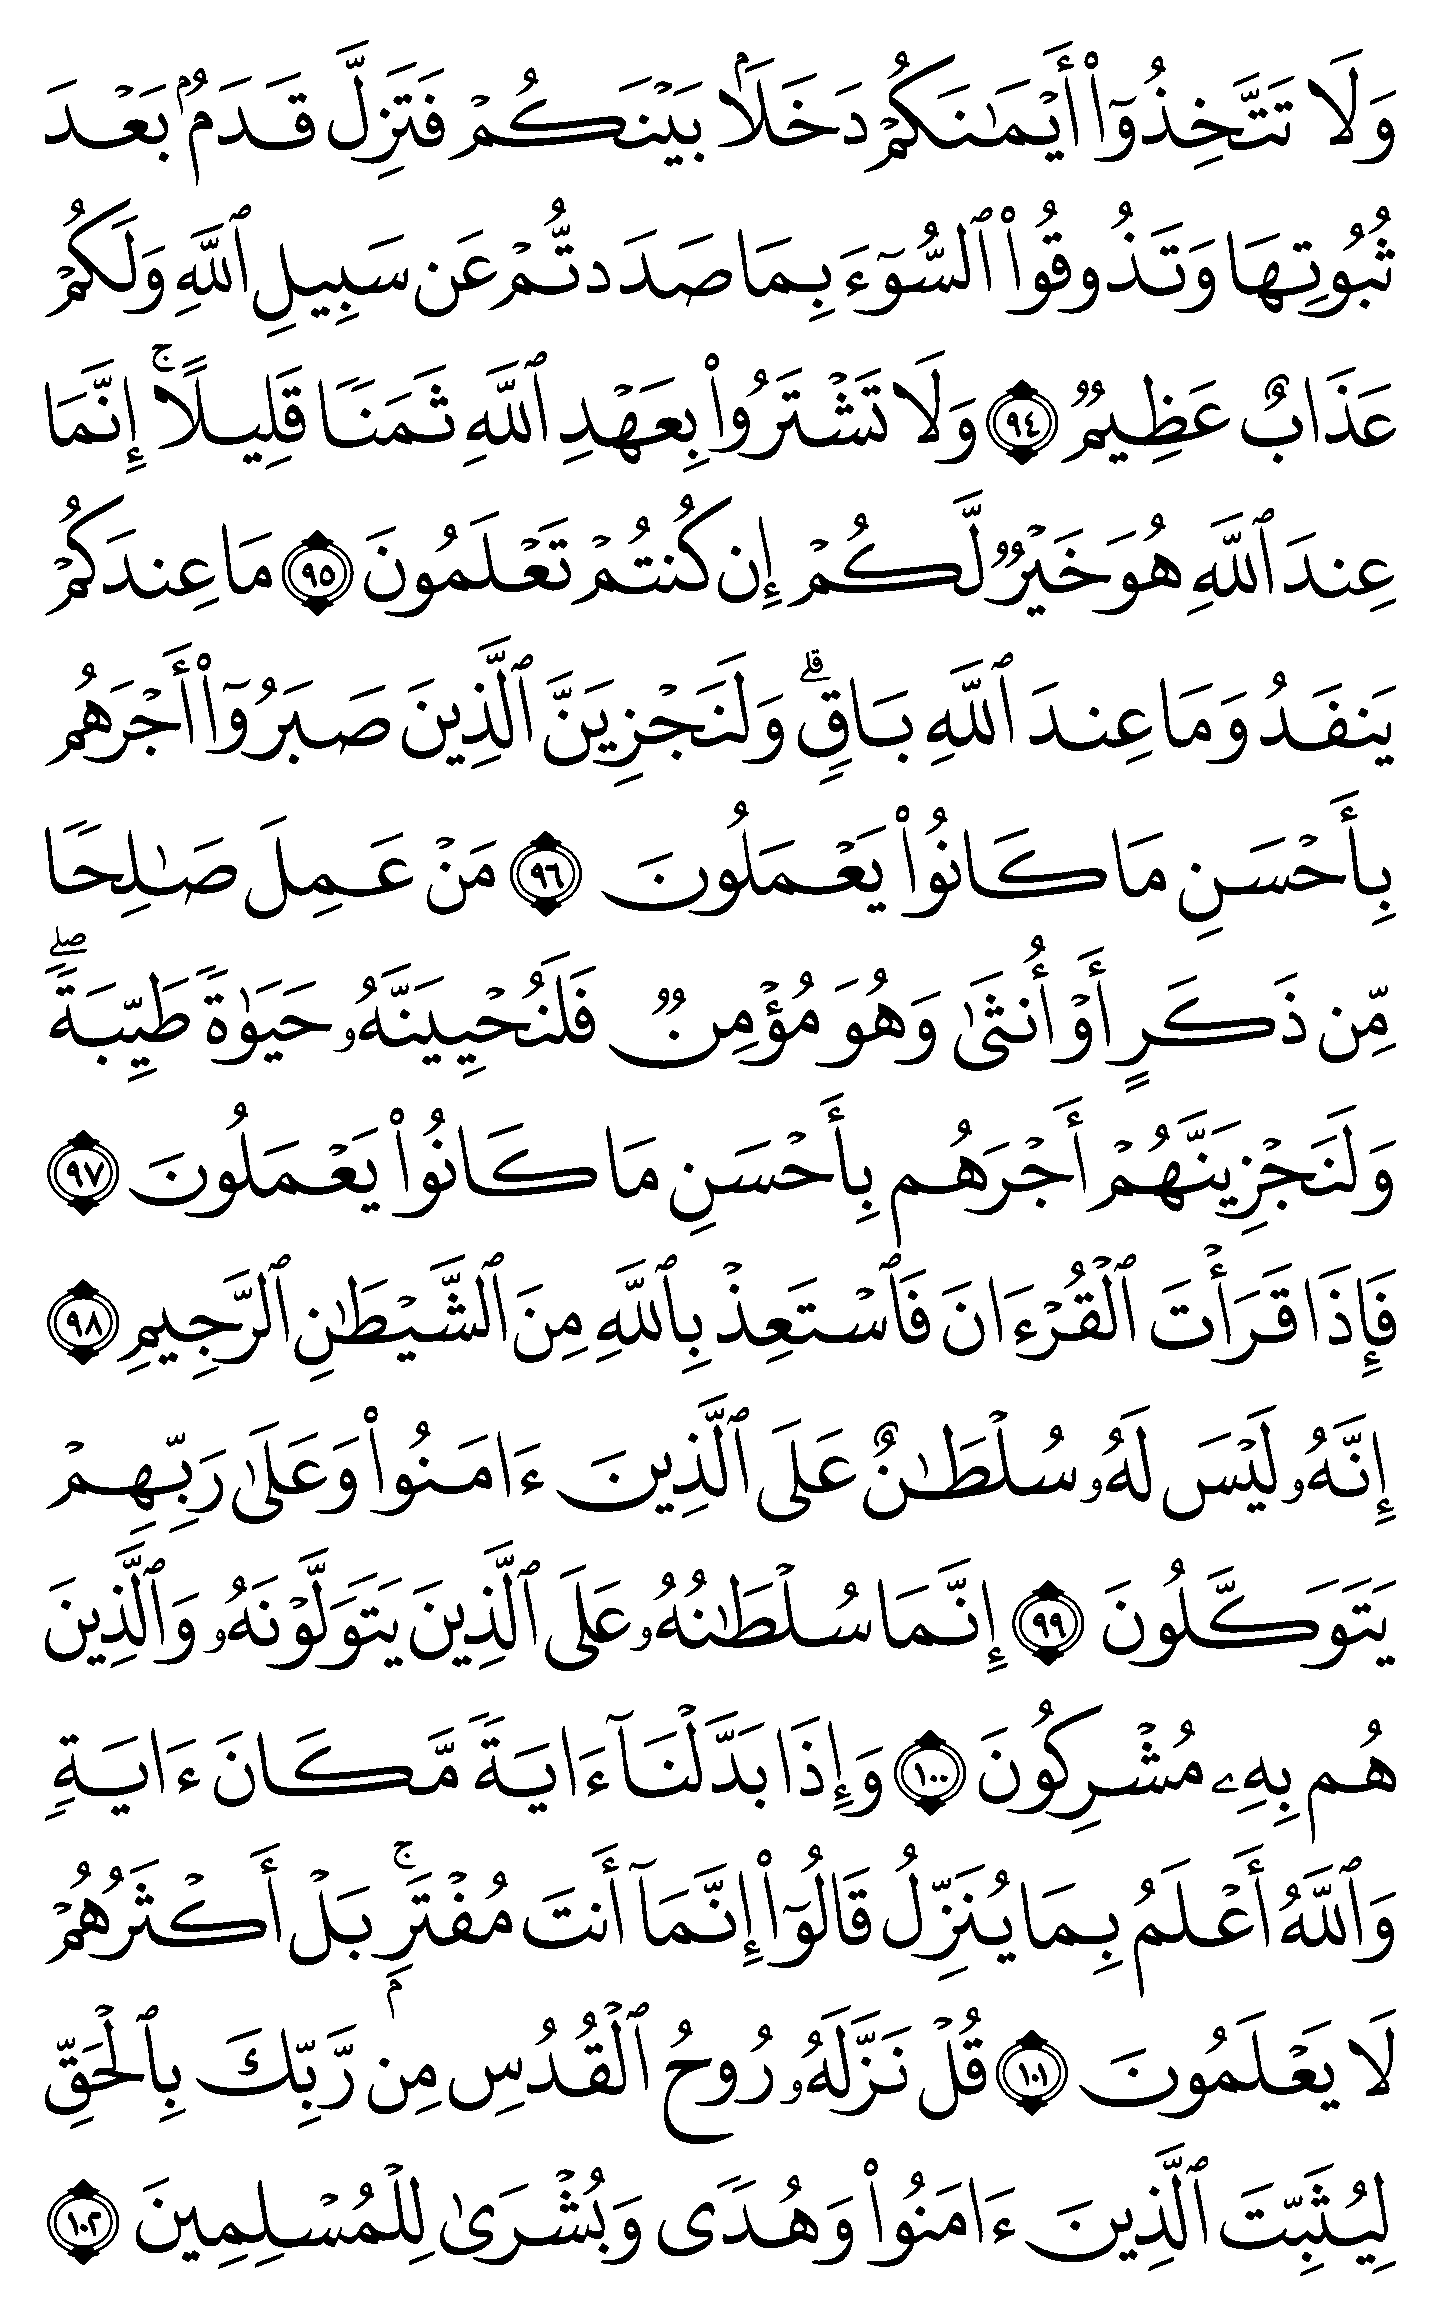 وَلَا تَتَّخِذُوٓا۟ أَيْمَـٰنَكُمْ دَخَلًۢا بَيْنَكُمْ فَتَزِلَّ قَدَمٌۢ بَعْدَ
ثُبُوتِهَا وَتَذُوقُوا۟ ٱلسُّوٓءَ بِمَا صَدَدتُّمْ عَن سَبِيلِ ٱللَّهِ وَلَكُمْ
عَذَابٌ عَظِيمٌ ٩٤ وَلَا تَشْتَرُوا۟ بِعَهْدِ ٱللَّهِ ثَمَنًا قَلِيلًا ۚ إِنَّمَا
عِندَ ٱللَّهِ هُوَ خَيْرٌ لَّكُمْ إِن كُنتُمْ تَعْلَمُونَ ٩٥ مَا عِندَكُمْ
يَنفَدُ وَمَا عِندَ ٱللَّهِ بَاقٍ ۗ وَلَنَجْزِيَنَّ ٱلَّذِينَ صَبَرُوٓا۟ أَجْرَهُم
بِأَحْسَنِ مَا كَانُوا۟ يَعْمَلُونَ ٩٦ مَنْ عَمِلَ صَـٰلِحًا
مِّن ذَكَرٍ أَوْ أُنثَىٰ وَهُوَ مُؤْمِنٌ فَلَنُحْيِيَنَّهُۥ حَيَوٰةً طَيِّبَةً ۖ
وَلَنَجْزِيَنَّهُمْ أَجْرَهُم بِأَحْسَنِ مَا كَانُوا۟ يَعْمَلُونَ ٩٧
فَإِذَا قَرَأْتَ ٱلْقُرْءَانَ فَٱسْتَعِذْ بِٱللَّهِ مِنَ ٱلشَّيْطَـٰنِ ٱلرَّجِيمِ ٩٨
إِنَّهُۥ لَيْسَ لَهُۥ سُلْطَـٰنٌ عَلَى ٱلَّذِينَ ءَامَنُوا۟ وَعَلَىٰ رَبِّهِمْ
يَتَوَكَّلُونَ ٩٩ إِنَّمَا سُلْطَـٰنُهُۥ عَلَى ٱلَّذِينَ يَتَوَلَّوْنَهُۥ وَٱلَّذِينَ
هُم بِهِۦ مُشْرِكُونَ ١٠٠ وَإِذَا بَدَّلْنَآ ءَايَةً مَّكَانَ ءَايَةٍ
وَٱللَّهُ أَعْلَمُ بِمَا يُنَزِّلُ قَالُوٓا۟ إِنَّمَآ أَنتَ مُفْتَرٍۭ ۚ بَلْ أَكْثَرُهُمْ
لَا يَعْلَمُونَ ١٠١ قُلْ نَزَّلَهُۥ رُوحُ ٱلْقُدُسِ مِن رَّبِّكَ بِٱلْحَقِّ
لِيُثَبِّتَ ٱلَّذِينَ ءَامَنُوا۟ وَهُدًى وَبُشْرَىٰ لِلْمُسْلِمِينَ ١٠٢